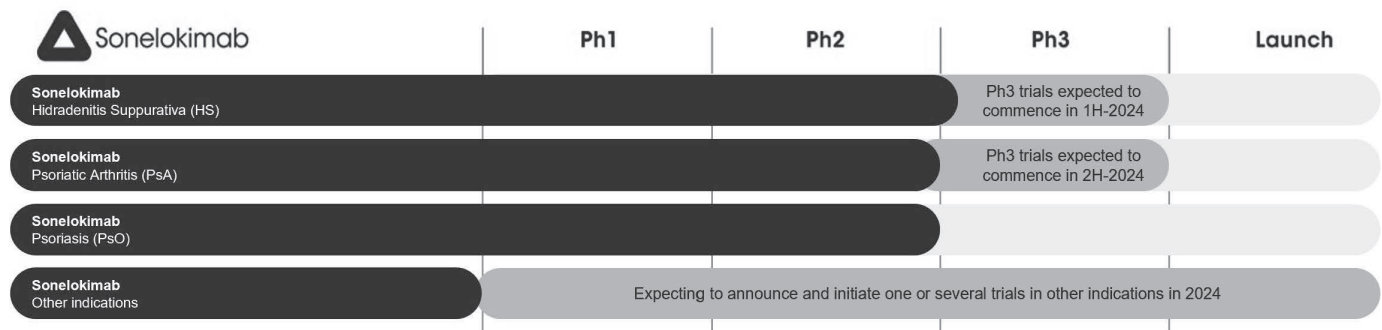 Sonelokimab Ph1 Ph2 Ph3 Launch
Sonelokimab
Hidradenitis Suppurativa (HS)
Ph3 trials expected to
commence in 1H-2024
Sonelokimab
Psoriatic Arthritis (PsA)
Ph3 trials expected to
commence in 2H-2024
Sonelokimab
Psoriasis (PsO)
Sonelokimab
Other indications
Expecting to announce and initiate one or several trials in other indications in 2024